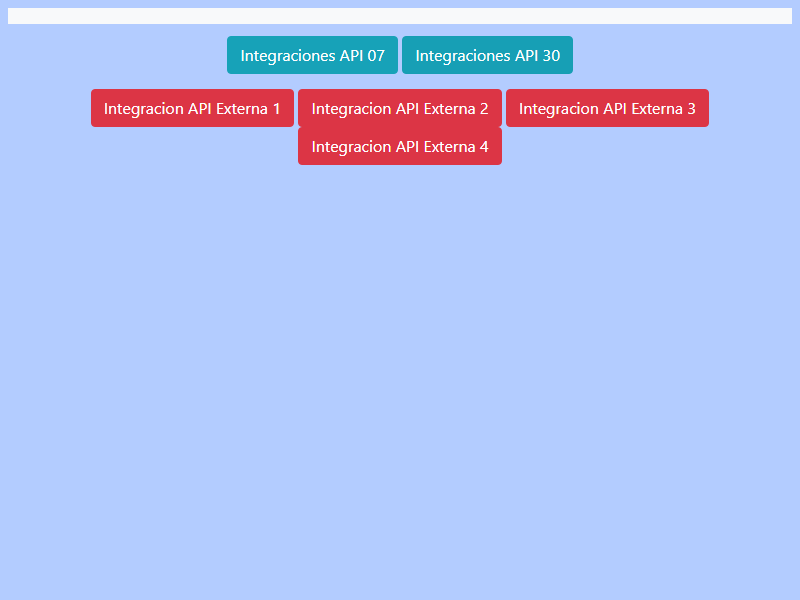 Integraciones API 07 Integraciones API 30
Integracion API Externa 1 Integracion API Externa 2 Integracion API Externa 3
Integracion API Externa 4